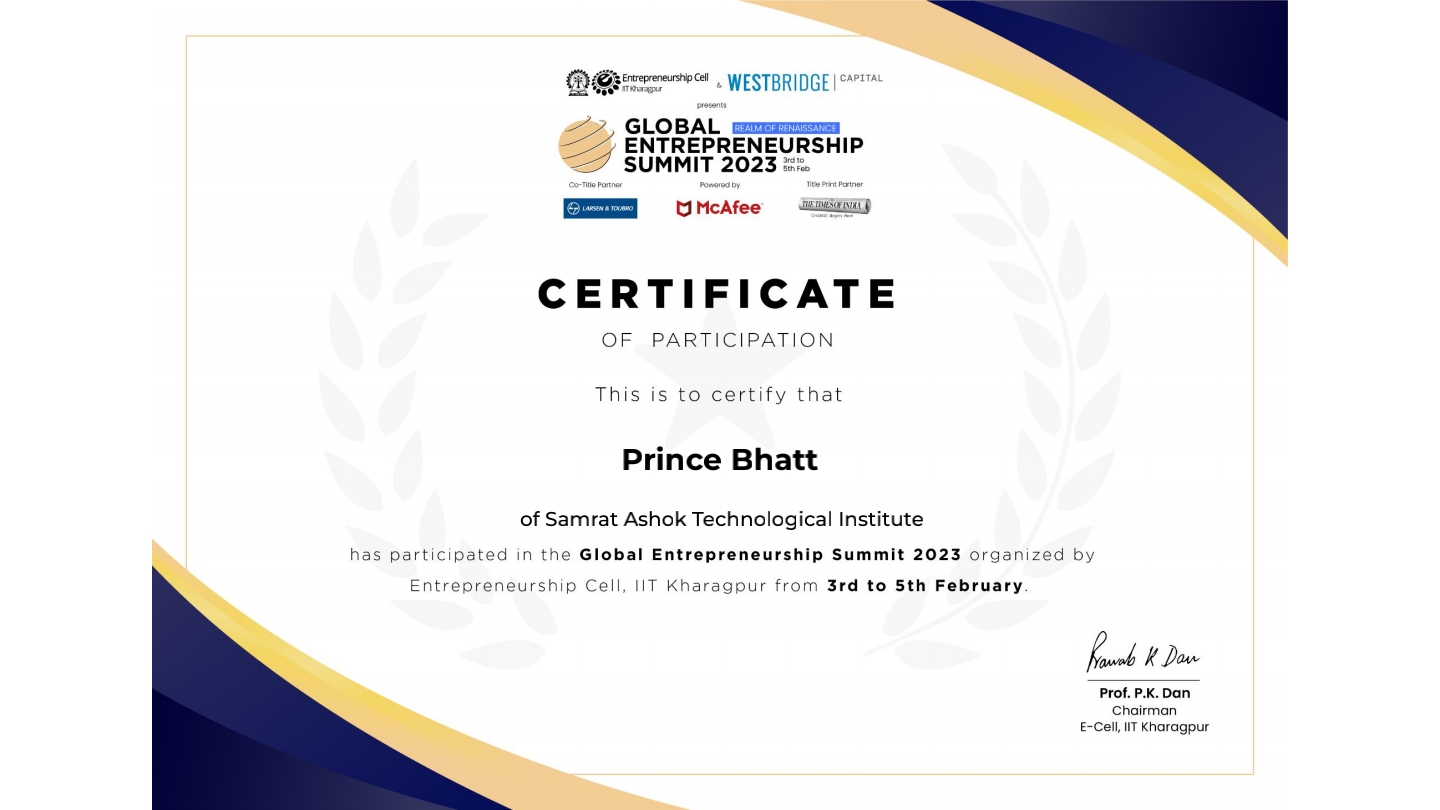 Entrepreneurship Cell
IIT Kharagpur
& WESTBRIDGE | CAPITAL
presents
GLOBAL REALM OF RENAISSANCE
ENTREPRENEURSHIP
SUMMIT 2023 3rd to
5th Feb
Co-Title Partner Powered by Title Print Partner
LARSEN & TOUBRO McAfee THE TIMES OF INDIA
CHANGE Begins Here
CERTIFICATE
OF PARTICIPATION
This is to certify that
Prince Bhatt
of Samrat Ashok Technological Institute
has participated in the Global Entrepreneurship Summit 2023 organized by
Entrepreneurship Cell, IIT Kharagpur from 3rd to 5th February.
Pranab K Dan
Prof. P.K. Dan
Chairman
E-Cell, IIT Kharagpur